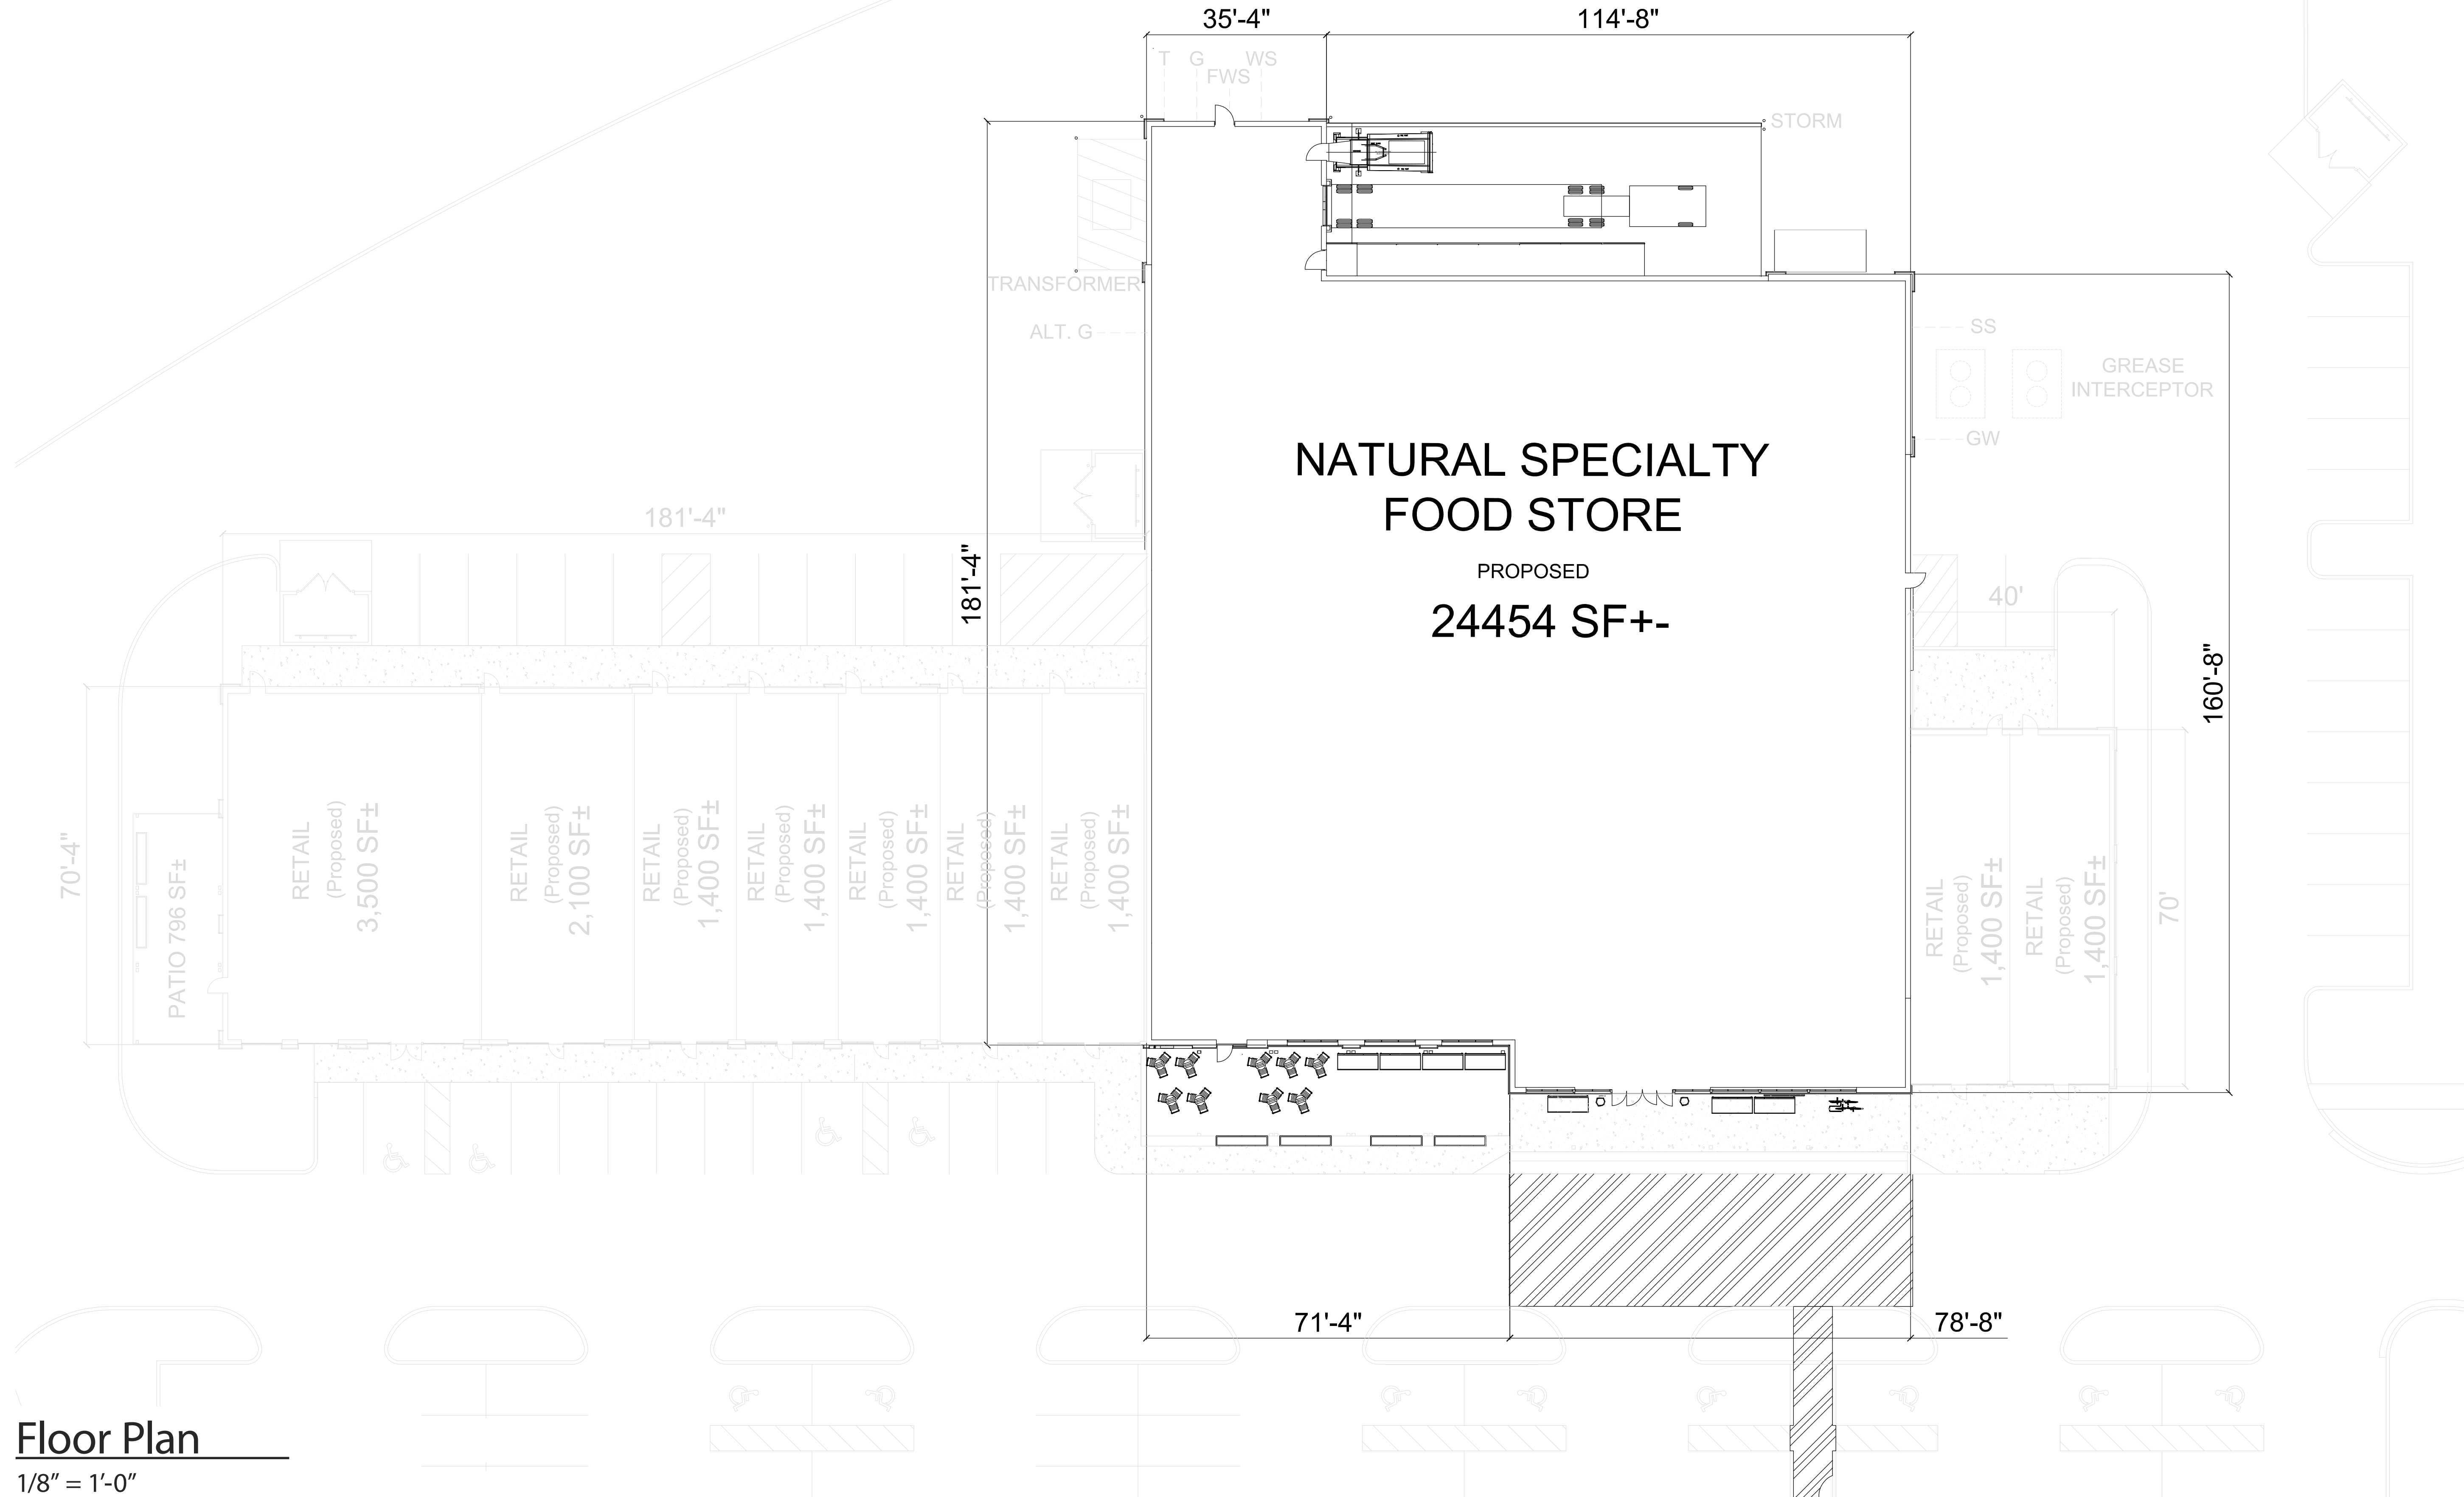 35'-4"
114'-8"
T
G
WS
FWS
STORM
TRANSFORMER
ALT. G
SS
GREASE
INTERCEPTOR
GW
NATURAL SPECIALTY
FOOD STORE
PROPOSED
24454 SF+-
181'-4"
181'-4"
40'
160'-8"
70'-4"
PATIO 796 SF±
RETAIL
(Proposed)
3,500 SF±
RETAIL
(Proposed)
2,100 SF±
RETAIL
(Proposed)
1,400 SF±
RETAIL
(Proposed)
1,400 SF±
RETAIL
(Proposed)
1,400 SF±
RETAIL
(Proposed)
1,400 SF±
RETAIL
(Proposed)
1,400 SF±
RETAIL
(Proposed)
1,400 SF±
RETAIL
(Proposed)
1,400 SF±
70'
71'-4"
78'-8"
Floor Plan
1/8" = 1'-0"